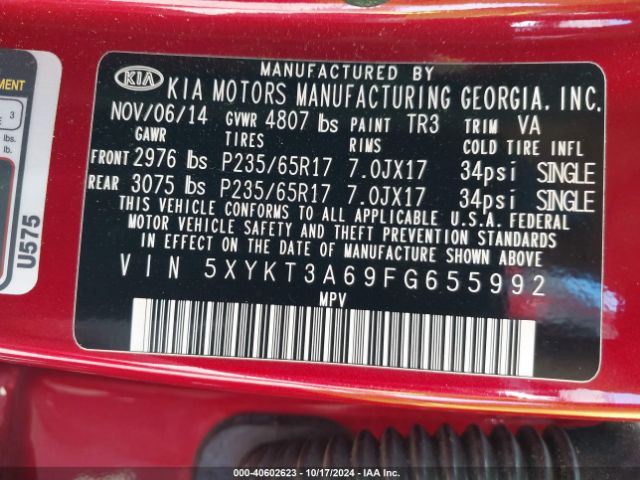 MANUFACTURED BY
KIA KIA MOTORS MANUFACTURING GEORGIA, INC.
NOV/06/14 GVWR 4807 lbs PAINT TR3 TRIM VA
GAWR TIRES RIMS COLD TIRE INFL
FRONT 2976 lbs P235/65R17 7.0JX17 34psi SINGLE
REAR 3075 lbs P235/65R17 7.0JX17 34psi SINGLE
THIS VEHICLE CONFORMS TO ALL APPLICABLE U.S.A. FEDERAL
MOTOR VEHICLE SAFETY AND THEFT PREVENTION STANDARDS
IN EFFECT ON THE DATE OF MANUFACTURE SHOWN ABOVE.
VIN 5XYKT3A69FG655992
MPV
3
lbs.
U575
000-40602623 - 10/17/2024 - IAA Inc.